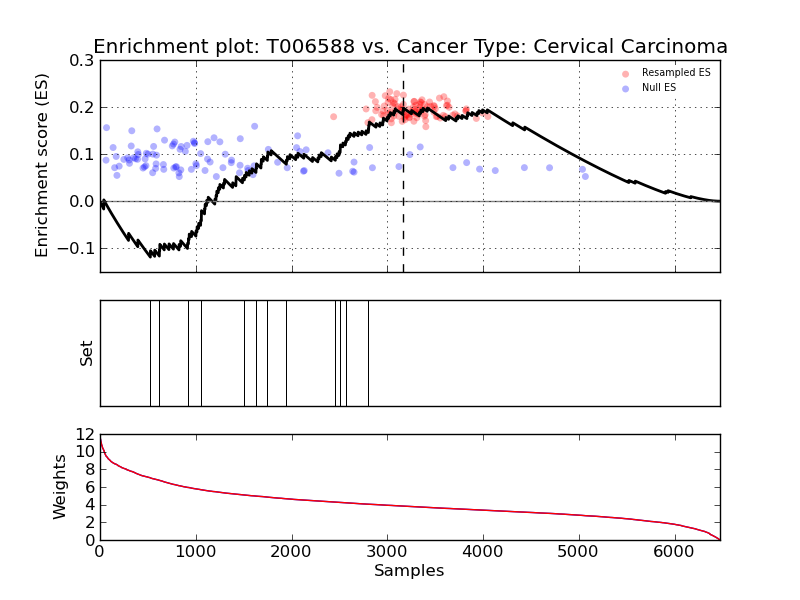 Enrichment plot: T006588 vs. Cancer Type: Cervical Carcinoma
0.3
0.2
0.1
0.0
−0.1
Enrichment score (ES)
Resampled ES
Null ES
Set
12
10
8
6
4
2
0
Weights
0 1000 2000 3000 4000 5000 6000
Samples